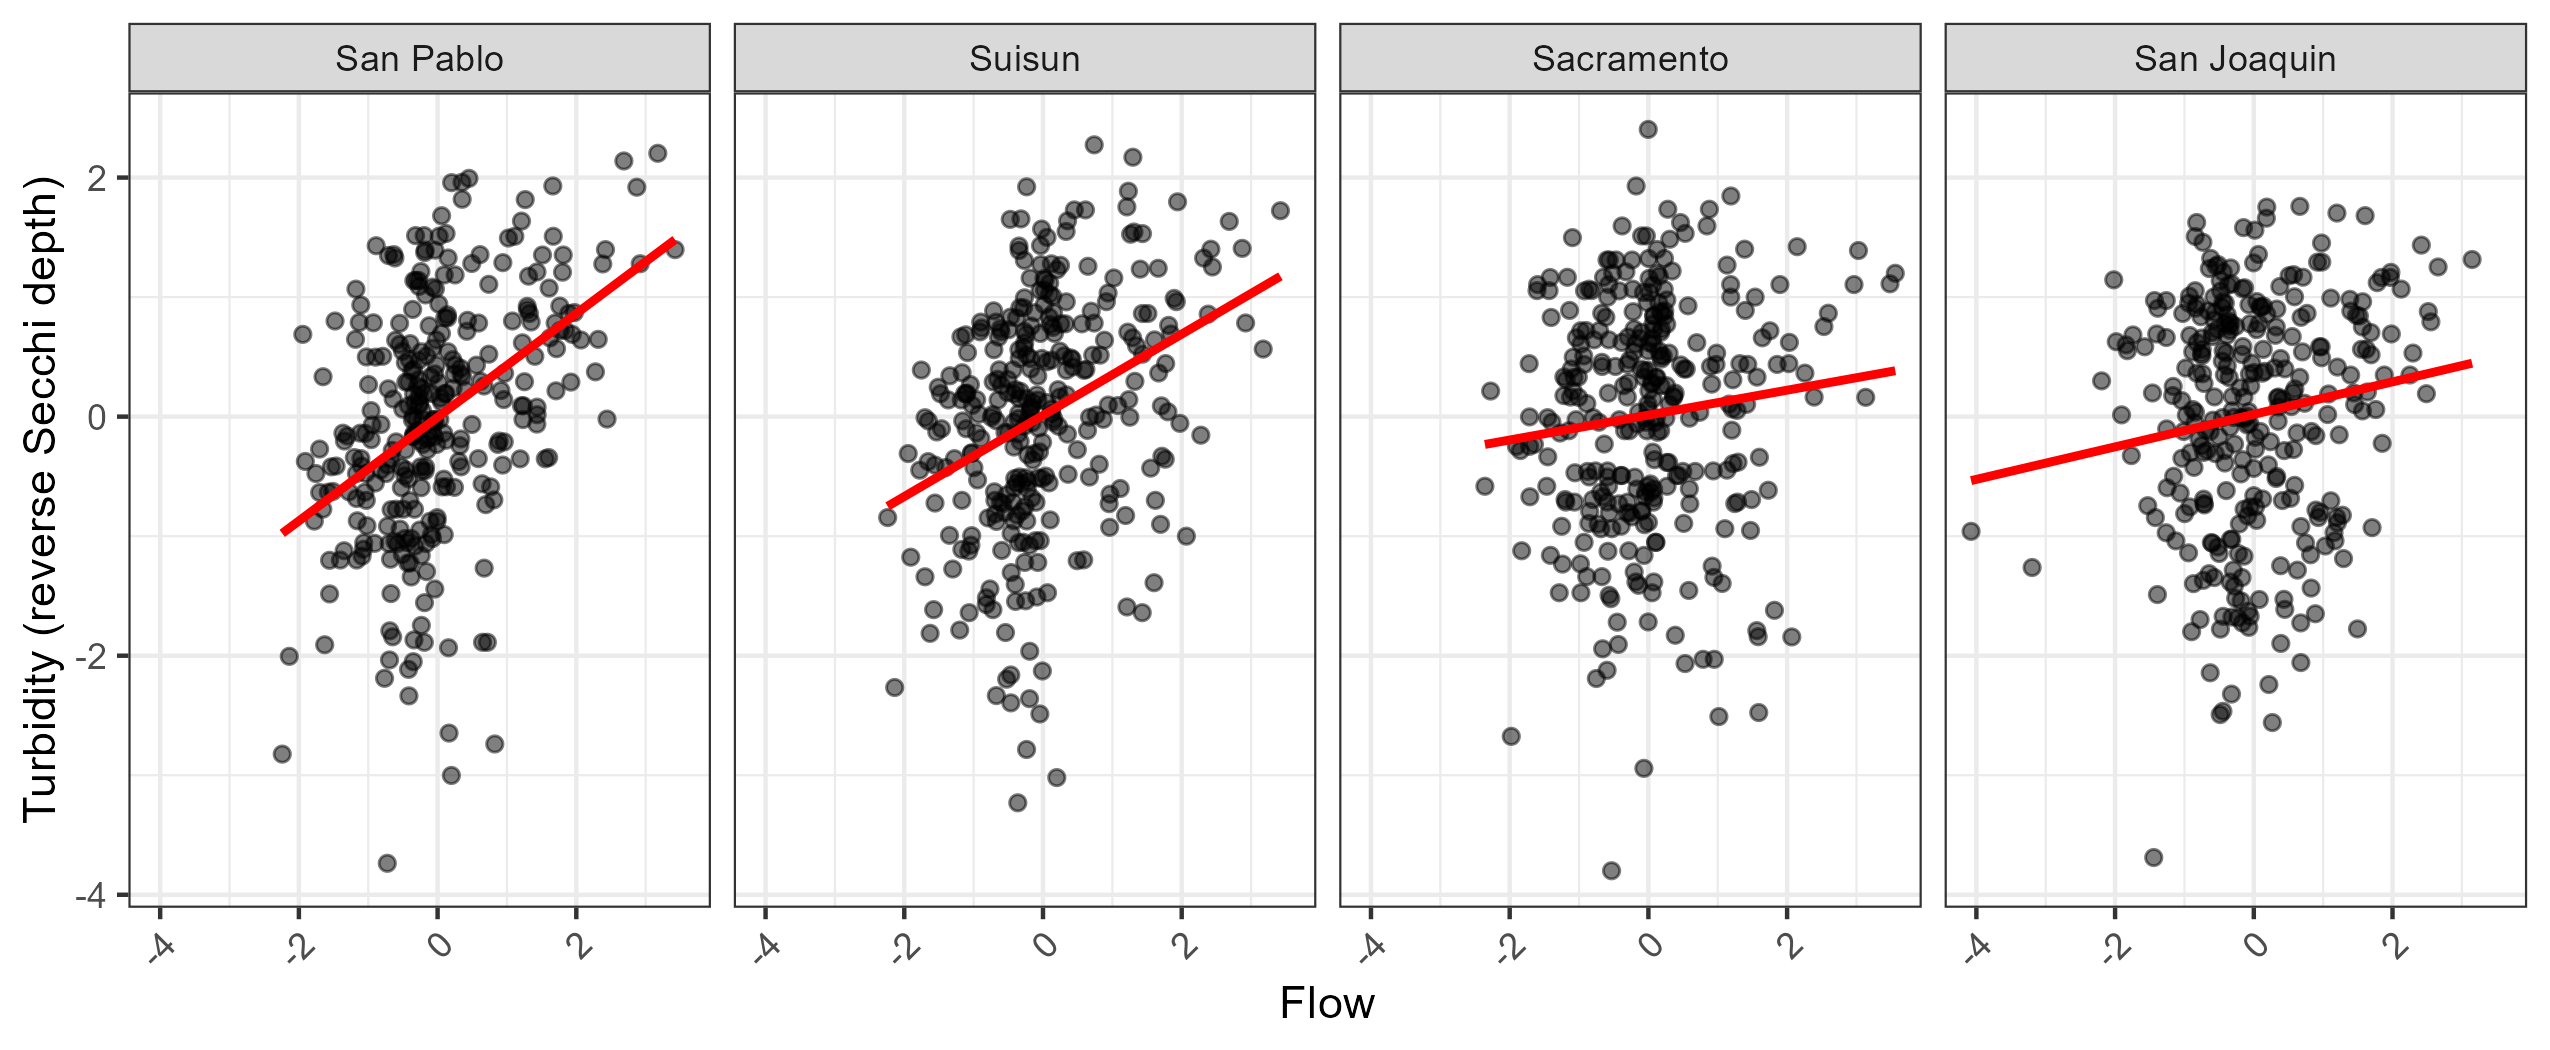 San Pablo
Suisun
Sacramento
San Joaquin
Turbidity (reverse Secchi depth)
2
0
-2
-4
-4 -2 0 2
-4 -2 0 2
-4 -2 0 2
-4 -2 0 2
Flow